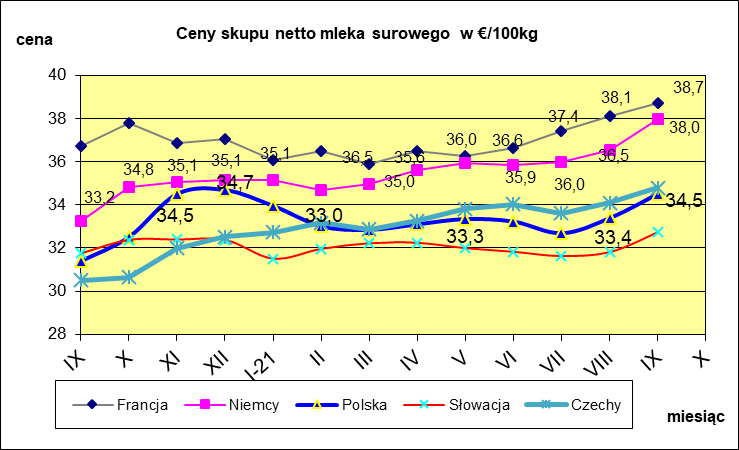 Ceny skupu netto mleka surowego w €/100kg
cena
40
38
36
34
32
30
28
38,7
38,1
37,4
38,0
36,0
36,6
35,1
36,5
35,6
36,5
34,8
35,1
35,1
35,0
35,9
36,0
33,2
34,7
34,5
33,0
33,3
33,4
34,5
IX
X
XI
XII
I-21
II
III
IV
V
VI
VII
VIII
IX
X
Francja
Niemcy
Polska
Słowacja
Czechy
miesiąc